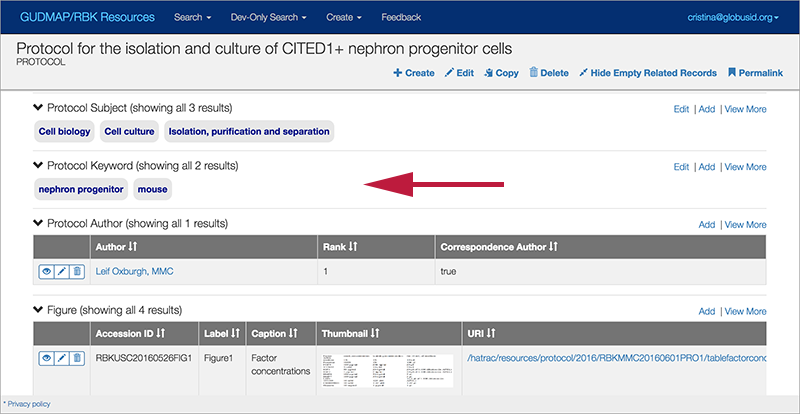 GUDMAP/RBK Resources Search Dev-Only Search Create Feedback cristina@globusid.org
Protocol for the isolation and culture of CITED1+ nephron progenitor cells
PROTOCOL
Create Edit Copy Delete Hide Empty Related Records Permalink
Protocol Subject (showing all 3 results) Edit | Add | View More
Cell biology Cell culture Isolation, purification and separation
Protocol Keyword (showing all 2 results) Edit | Add | View More
nephron progenitor mouse
Protocol Author (showing all 1 results) Add | View More
Author Rank Correspondence Author
Leif Oxburgh, MMC 1 true
Figure (showing all 4 results) Add | View More
Accession ID Label Caption Thumbnail URI
RBKUSC20160526FIG1 Figure1 Factor concentrations /hatrac/resources/protocol/2016/RBKMMC20160601PRO1/tablefactorconc
* Privacy policy